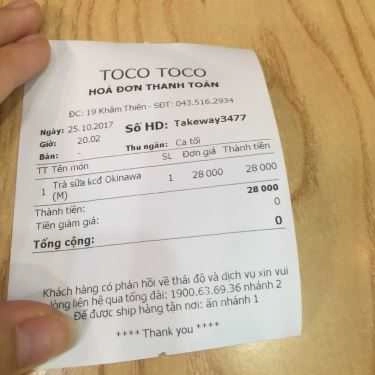 TOCO TOCO
HOÁ ĐƠN THANH TOÁN
ĐC: 19 Khâm Thiên - SĐT: 043.516.2934
Ngày: 25.10.2017 Số HD: Takeway3477
Giờ: 20.02
Bàn: - Thu ngân: Ca tối
TT Tên món SL Đơn giá Thành tiền
1 Trà sữa kcđ Okinawa (M) 1 28 000 28 000
Thành tiền: 28 000
Tiền giảm giá: 0
Tổng cộng: 0
Khách hàng có phản hồi về thái độ và dịch vụ xin vui
lòng liên hệ qua tổng đài: 1900.63.69.36 nhánh 2
Để được ship hàng tận nơi: ấn nhánh 1
**** Thank you ****